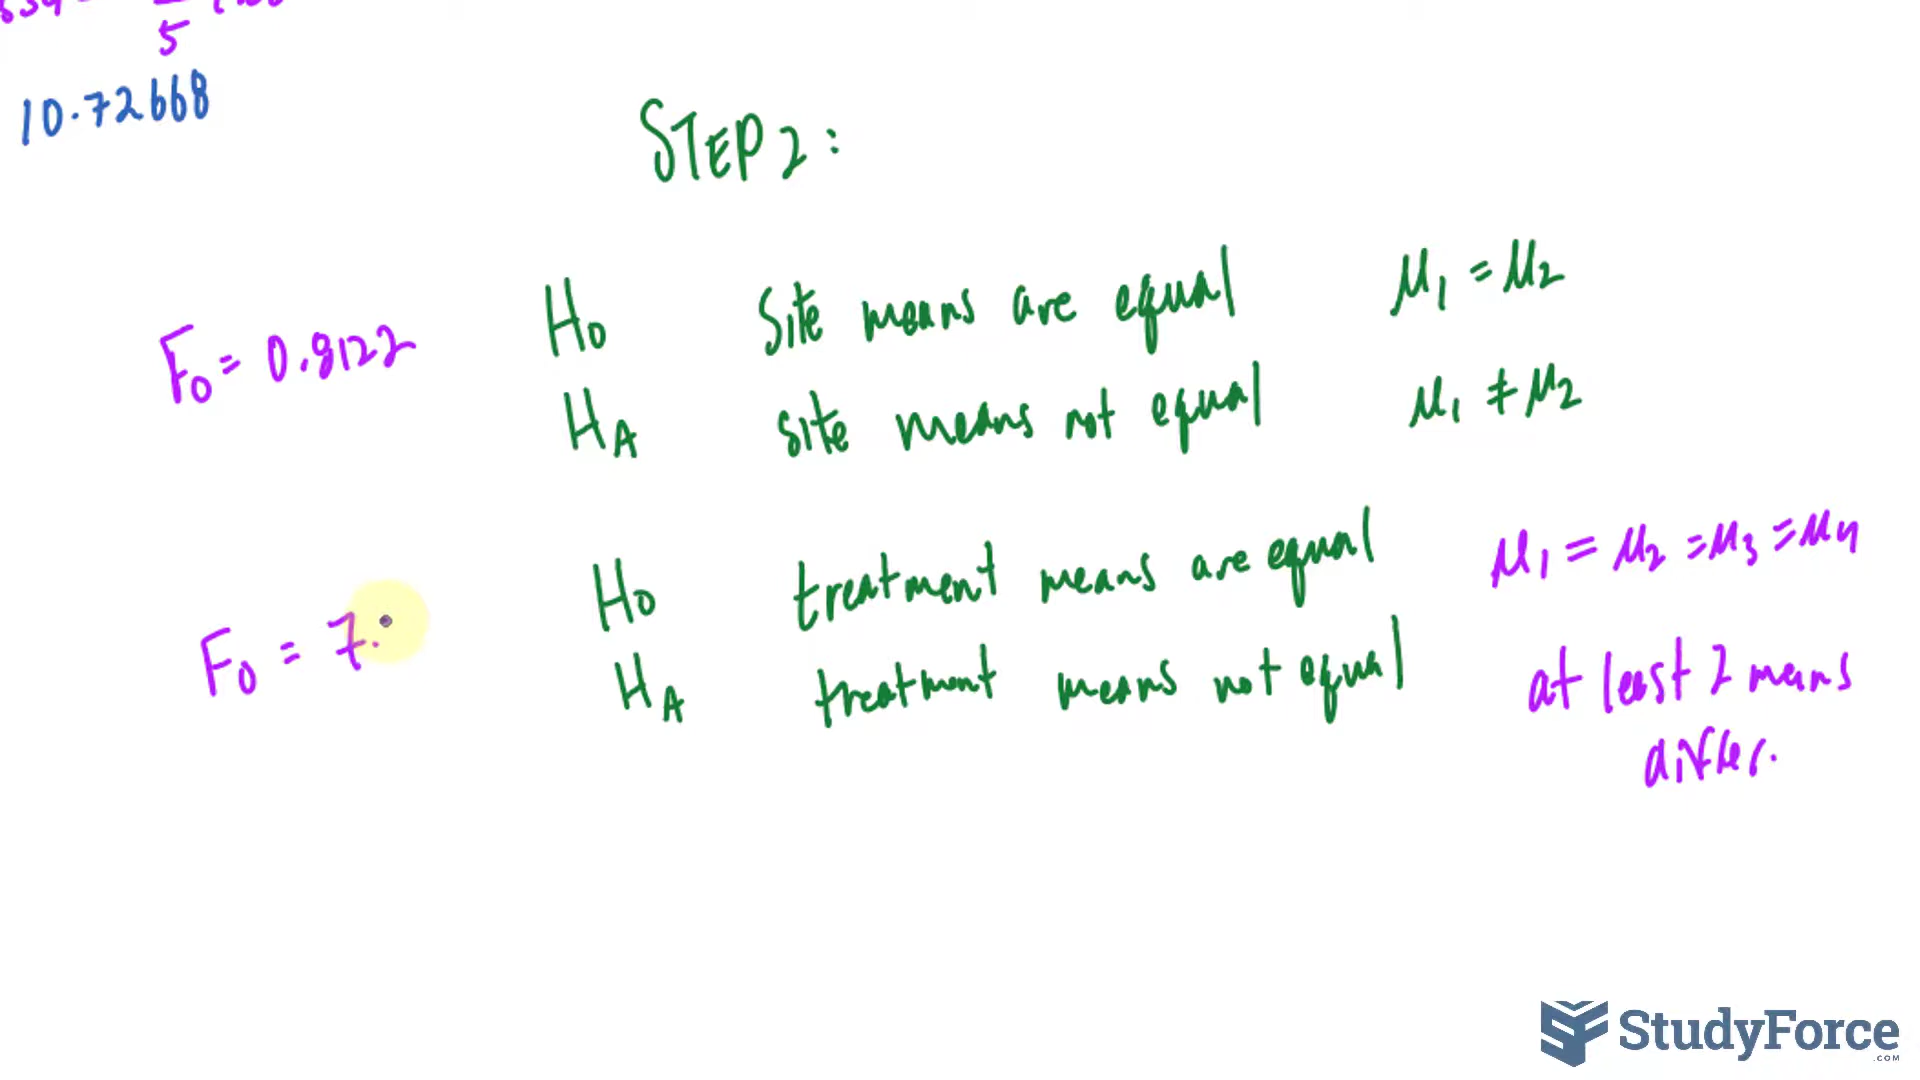 5
10.72668
STEP 2:
H0 Site means are equal μ1 = μ2
F0 = 0.8122
HA site means not equal μ1 ≠ μ2
H0 treatment means are equal μ1 = μ2 = μ3 = μ4
F0 = 7.
HA treatment means not equal at least 2 means
differ.
StudyForce
.COM